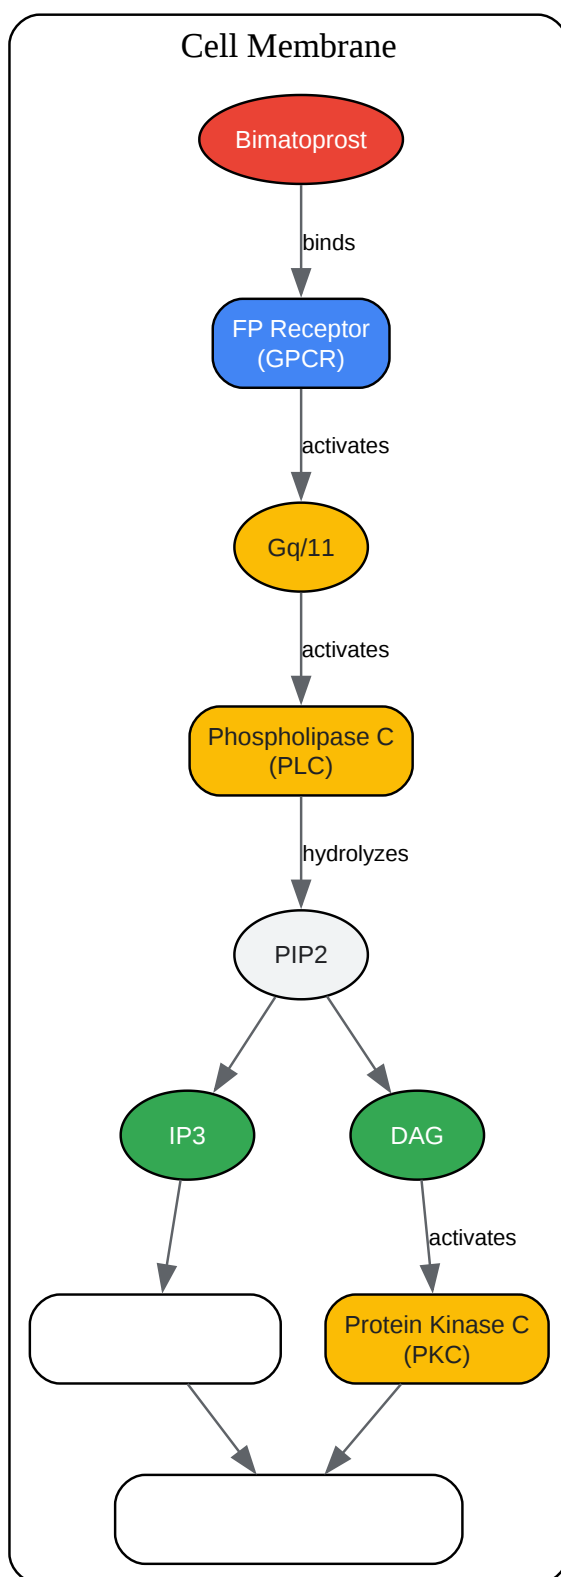 Cell Membrane
Bimatoprost
binds
FP Receptor
(GPCR)
activates
Gq/11
activates
Phospholipase C
(PLC)
hydrolyzes
PIP2
IP3
DAG
activates
Protein Kinase C
(PKC)